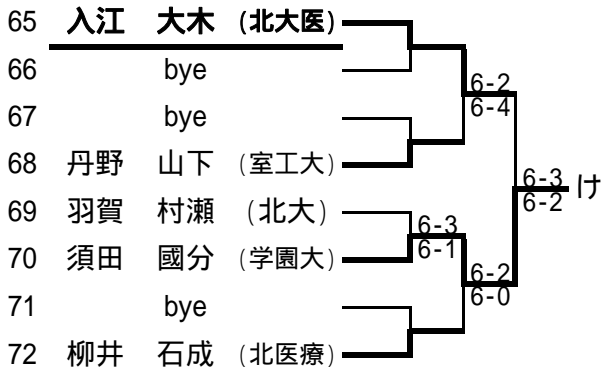 65 入江 大木 (北大医)
66 bye
67 bye
68 丹野 山下 (室工大)
69 羽賀 村瀬 (北大)
70 須田 國分 (学園大)
71 bye
72 柳井 石成 (北医療)
6-3
6-1
6-2
6-4
6-2
6-0
6-3
6-2
け